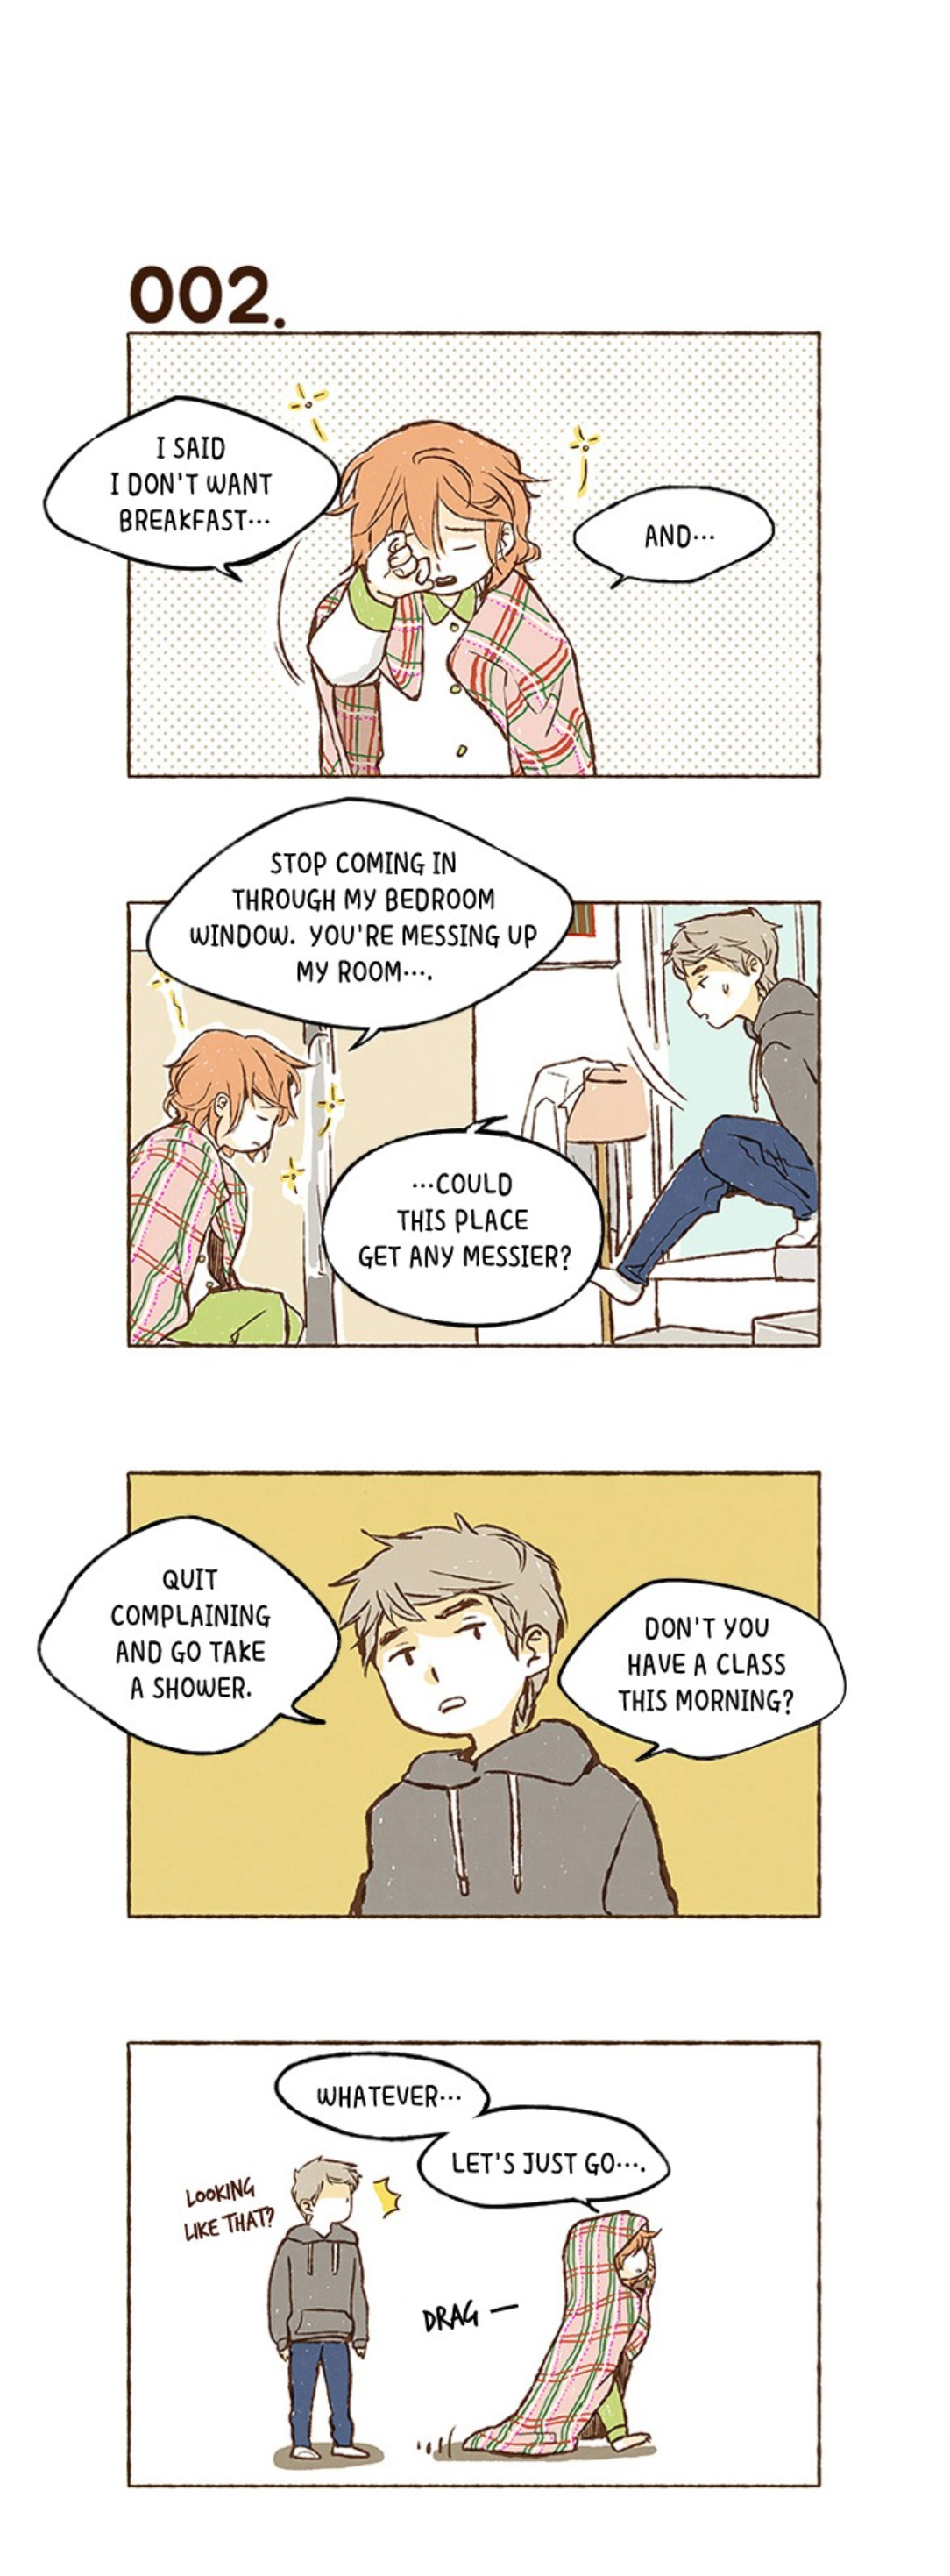 002.
I SAID
I DON'T WANT
BREAKFAST...
AND...
STOP COMING IN
THROUGH MY BEDROOM
WINDOW. YOU'RE MESSING UP
MY ROOM....
...COULD
THIS PLACE
GET ANY MESSIER?
QUIT
COMPLAINING
AND GO TAKE
A SHOWER.
DON'T YOU
HAVE A CLASS
THIS MORNING?
WHATEVER...
LET'S JUST GO....
LOOKING
LIKE THAT?
DRAG —